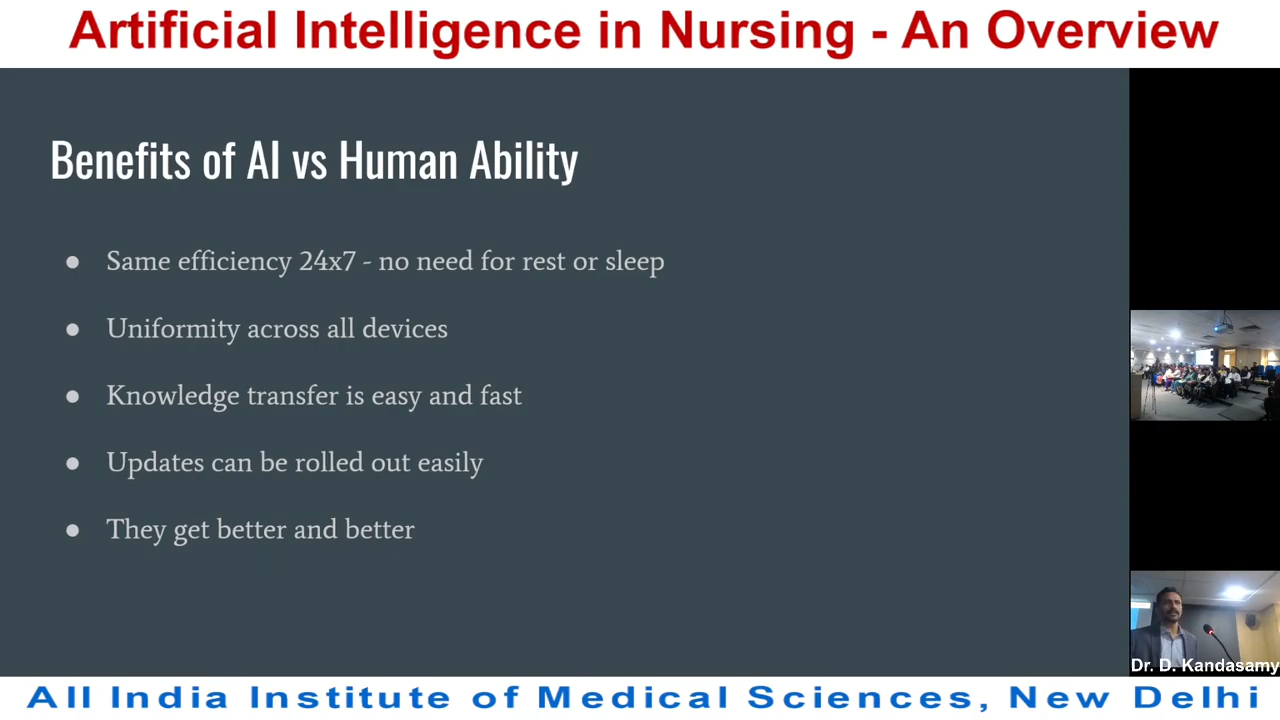 Artificial Intelligence in Nursing - An Overview
Benefits of AI vs Human Ability
● Same efficiency 24x7 - no need for rest or sleep
● Uniformity across all devices
● Knowledge transfer is easy and fast
● Updates can be rolled out easily
● They get better and better
Dr. D. Kandasamy
All India Institute of Medical Sciences, New Delhi